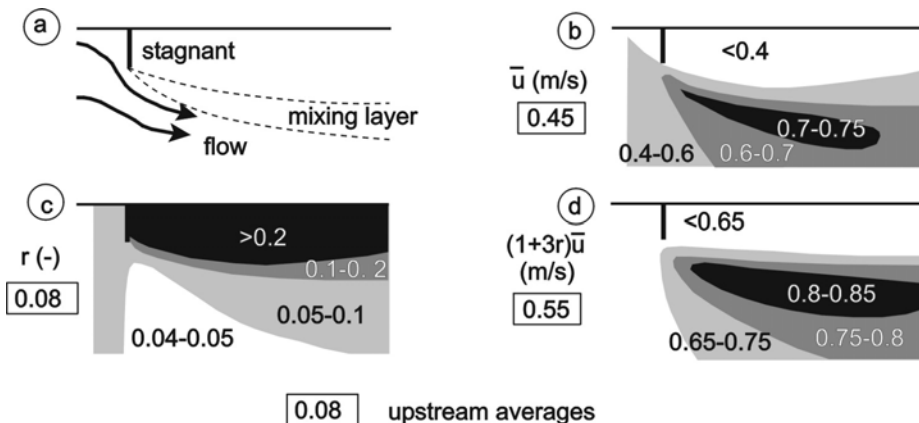 a
stagnant
mixing layer
flow
b
<0.4
u̅ (m/s)
0.45
0.7-0.75
0.4-0.6
0.6-0.7
c
r (-)
0.08
>0.2
0.1-0. 2
0.05-0.1
0.04-0.05
d
<0.65
(1+3r)u̅
(m/s)
0.55
0.8-0.85
0.65-0.75
0.75-0.8
0.08 upstream averages